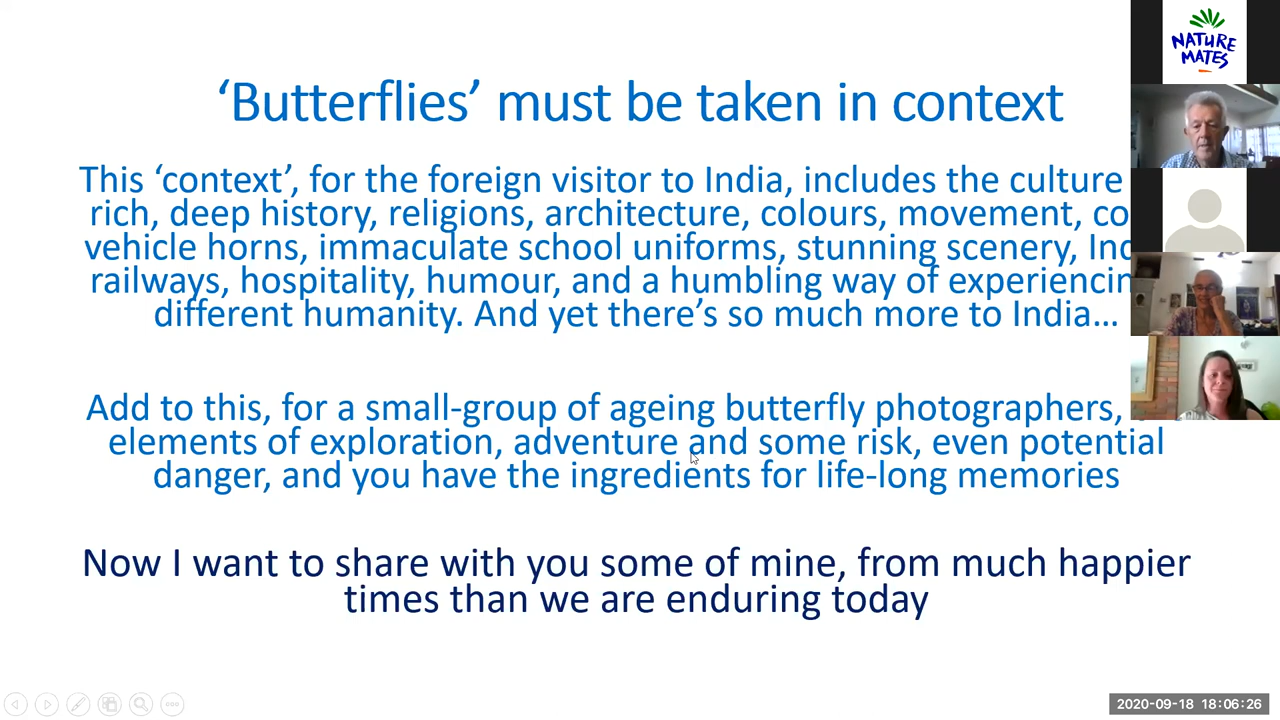 ‘Butterflies’ must be taken in context
This ‘context’, for the foreign visitor to India, includes the culture
rich, deep history, religions, architecture, colours, movement,
vehicle horns, immaculate school uniforms, stunning scenery,
railways, hospitality, humour, and a humbling way of
different humanity. And yet there’s so much more to India…
Add to this, for a small-group of ageing butterfly photographers,
elements of exploration, adventure and some risk, even potential
danger, and you have the ingredients for life-long memories
Now I want to share with you some of mine, from much happier
times than we are enduring today
NATURE
MATES
2020-09-18 18:06:26